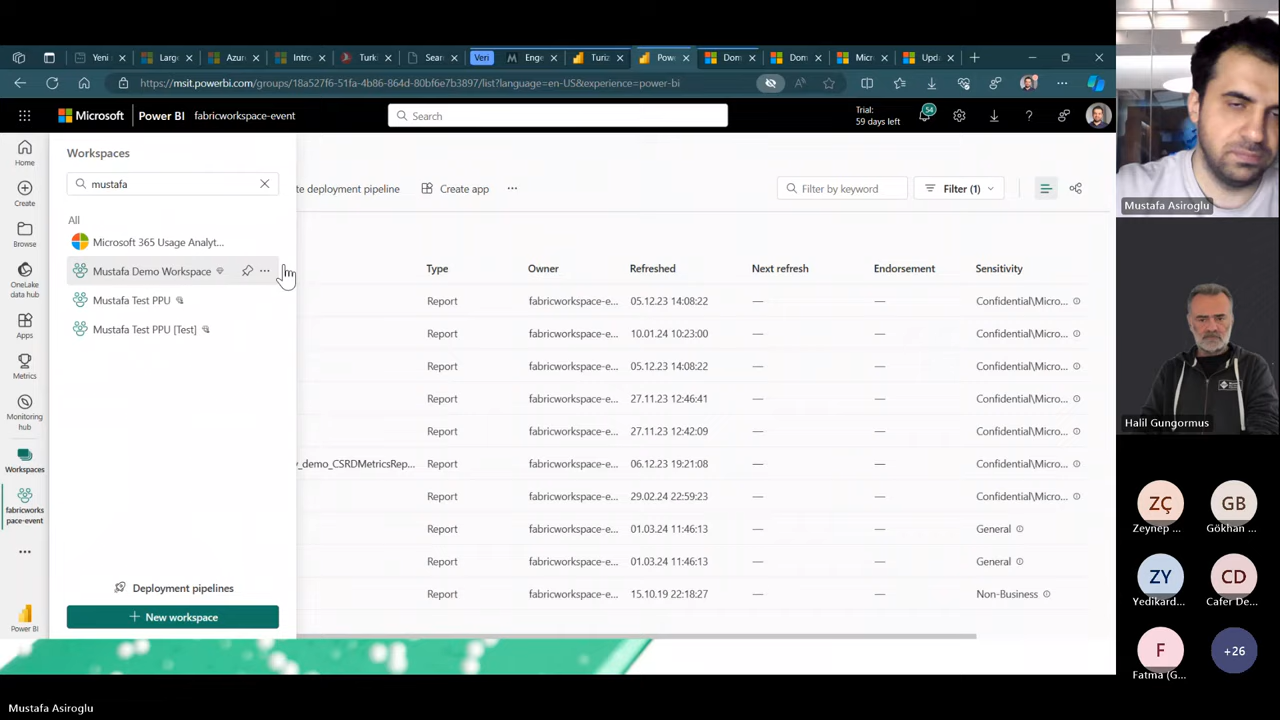 Yeni s
Larg
Azur
Intro
Turk
Sear
Veri
Enge
Turiz
Powe
Dom
Dom
Micr
Upda
https://msit.powerbi.com/groups/18a527f6-51fa-4b86-864d-80bf6e7b3897/list?language=en-US&experience=power-bi
Microsoft Power BI fabricworkspace-event
Search
Trial:
59 days left
54
Home
Create
Browse
OneLake
data hub
Apps
Metrics
Monitoring
hub
Workspaces
fabricworks
pace-event
Power BI
Workspaces
mustafa
All
Microsoft 365 Usage Analyt...
Mustafa Demo Workspace
Mustafa Test PPU
Mustafa Test PPU [Test]
Deployment pipelines
New workspace
te deployment pipeline
Create app
Filter by keyword
Filter (1)
Type Owner Refreshed Next refresh Endorsement Sensitivity
Report fabricworkspace-e... 05.12.23 14:08:22 — — Confidential\Micro...
Report fabricworkspace-e... 10.01.24 10:23:00 — — Confidential\Micro...
Report fabricworkspace-e... 05.12.23 14:08:22 — — Confidential\Micro...
Report fabricworkspace-e... 27.11.23 12:46:41 — — Confidential\Micro...
Report fabricworkspace-e... 27.11.23 12:42:09 — — Confidential\Micro...
_demo_CSRDMetricsRep... Report fabricworkspace-e... 06.12.23 19:21:08 — — Confidential\Micro...
Report fabricworkspace-e... 29.02.24 22:59:23 — — Confidential\Micro...
Report fabricworkspace-e... 01.03.24 11:46:13 — — General
Report fabricworkspace-e... 01.03.24 11:46:13 — — General
Report fabricworkspace-e... 15.10.19 22:18:27 — — Non-Business
Mustafa Asiroglu
Halil Gungormus
ZÇ
Zeynep ...
GB
Gökhan ...
ZY
Yedikard...
CD
Cafer De...
F
Fatma (G...
+26
Mustafa Asiroglu